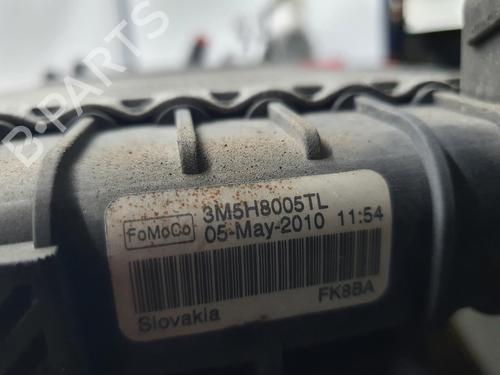 B-PARTS
FoMoCo 3M5H8005TL
05-May-2010 11:54
FK8BA
Slovakia